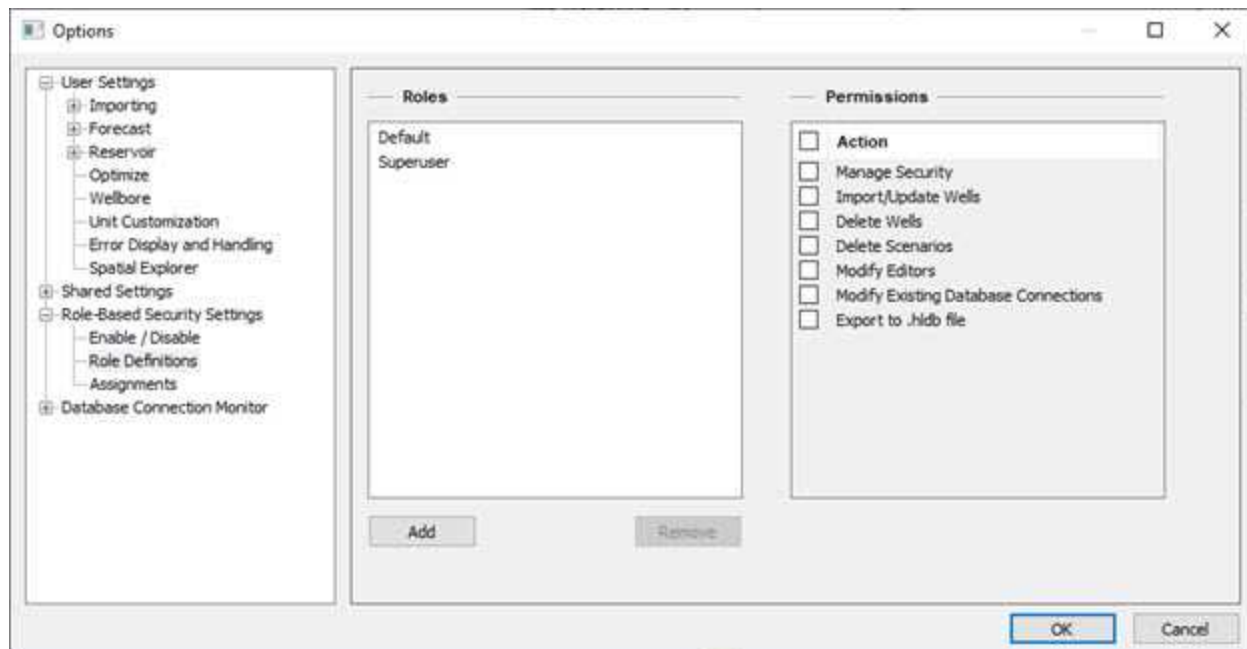 Options
User Settings
Importing
Forecast
Reservoir
Optimize
Wellbore
Unit Customization
Error Display and Handling
Spatial Explorer
Shared Settings
Role-Based Security Settings
Enable / Disable
Role Definitions
Assignments
Database Connection Monitor
Roles
Default
Superuser
Add
Remove
Permissions
Action
Manage Security
Import/Update Wells
Delete Wells
Delete Scenarios
Modify Editors
Modify Existing Database Connections
Export to .hldb file
OK
Cancel